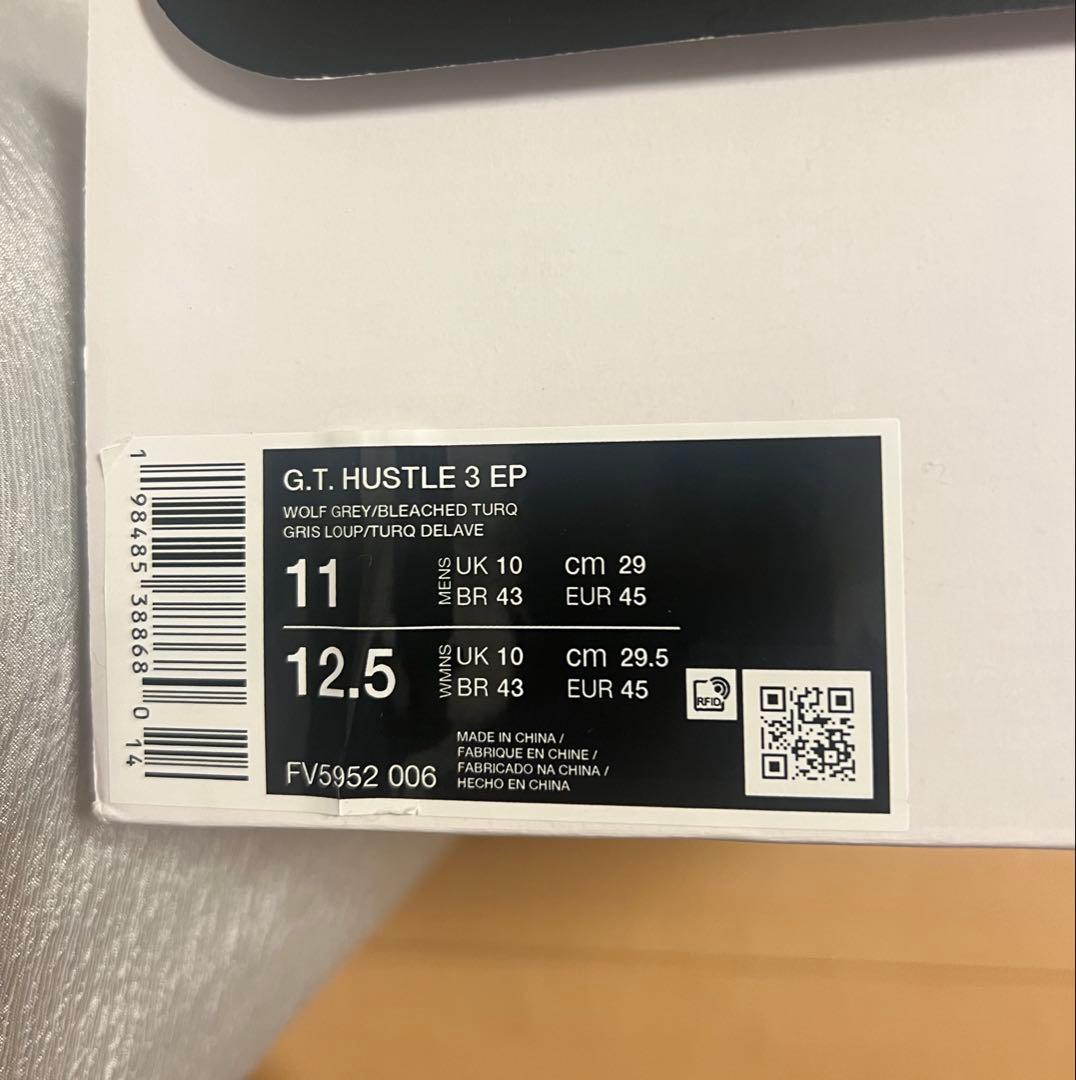 1 98485 38868 0 14
G.T. HUSTLE 3 EP
WOLF GREY/BLEACHED TURQ
GRIS LOUP/TURQ DELAVE
11 MENS UK 10 cm 29
BR 43 EUR 45
12.5 WMNS UK 10 cm 29.5
BR 43 EUR 45
RFID
MADE IN CHINA /
FABRIQUE EN CHINE /
FABRICADO NA CHINA /
HECHO EN CHINA
FV5952 006